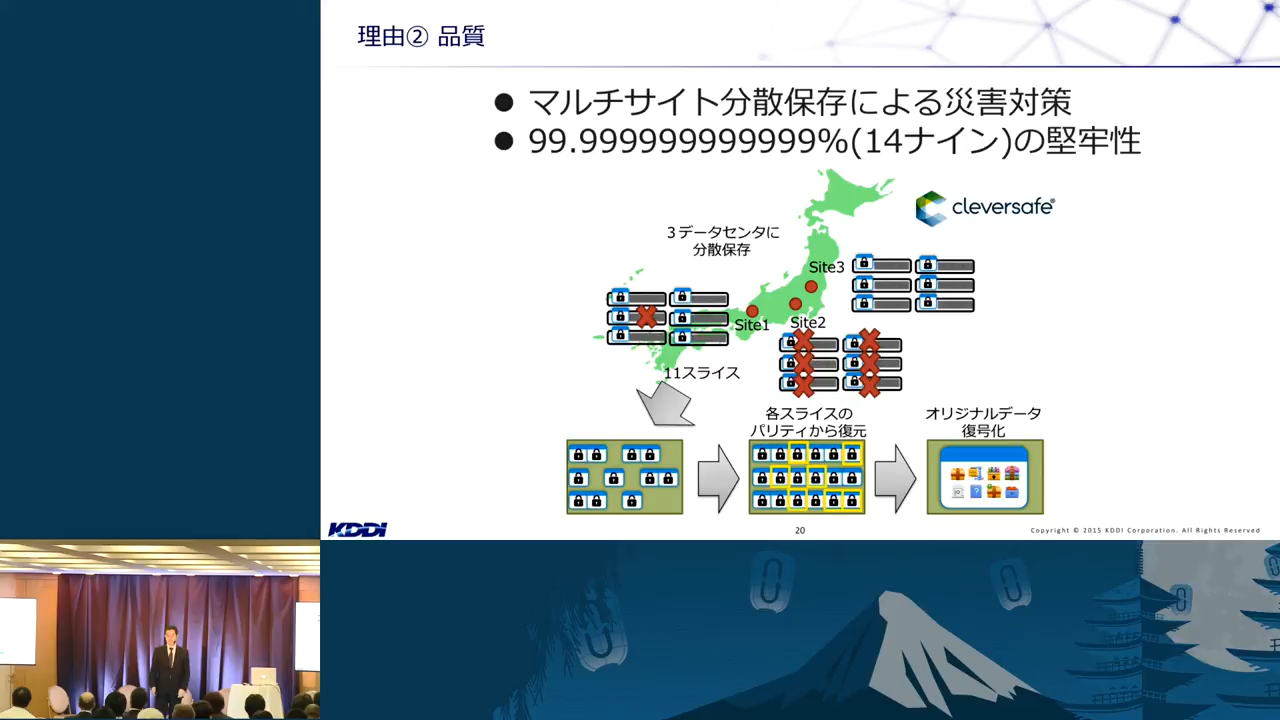 理由② 品質
● マルチサイト分散保存による災害対策
● 99.999999999999%(14ナイン)の堅牢性
cleversafe®
3データセンタに
分散保存
Site3
Site1
Site2
11スライス
各スライスの
パリティから復元
オリジナルデータ
復号化
KDDI
20
Copyright © 2015 KDDI Corporation. All Rights Reserved